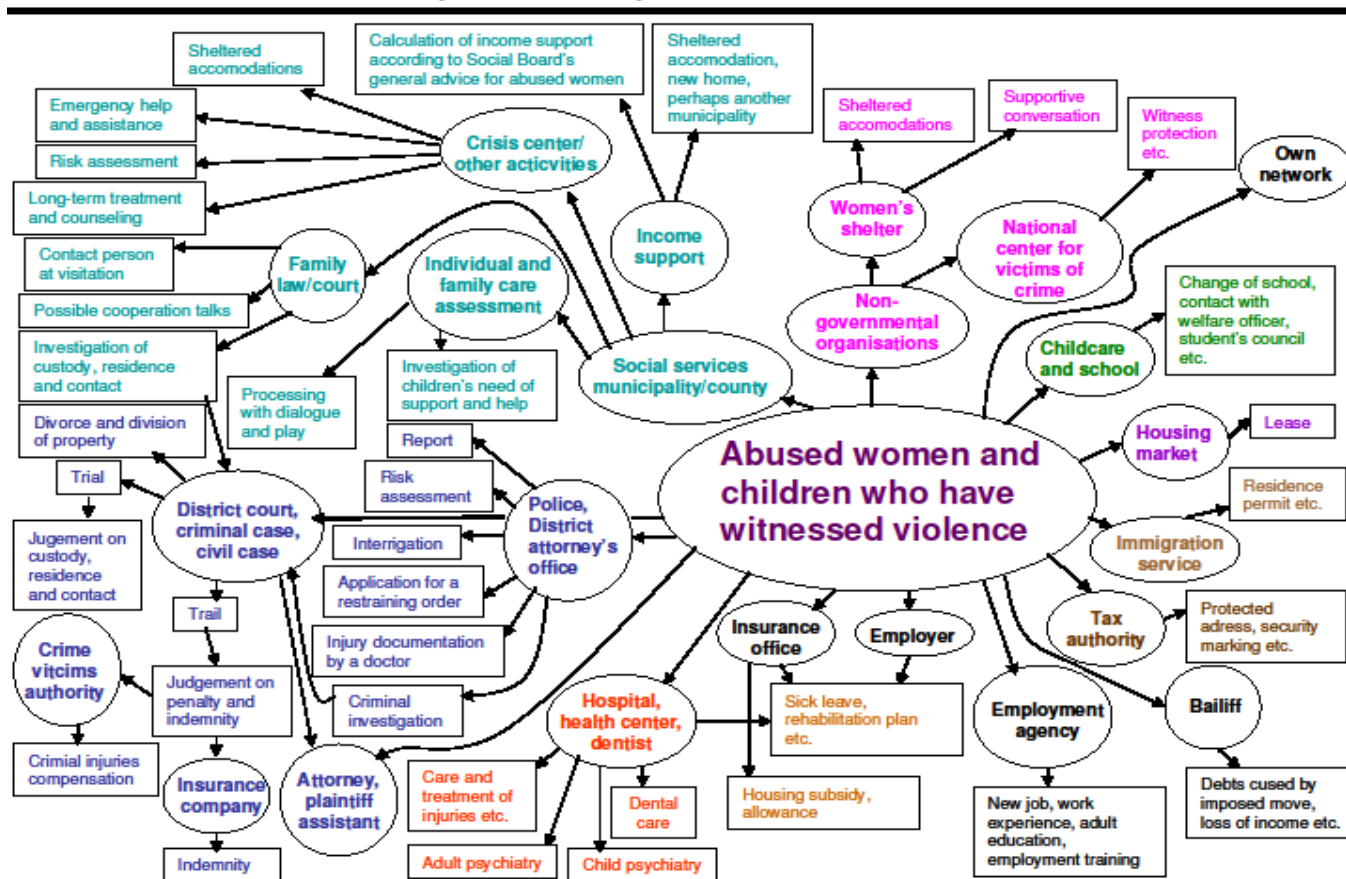 Sheltered
accomodations
Calculation of income support
according to Social Board's
general advice for abused women
Sheltered
accomodation,
new home,
perhaps another
municipality
Emergency help
and assistance
Risk assessment
Long-term treatment
and counseling
Crisis center/
other acticvities
Sheltered
accomodations
Supportive
conversation
Witness
protection
etc.
Own
network
Contact person
at visitation
Possible cooperation talks
Investigation of
custody, residence
and contact
Family
law/court
Individual and
family care
assessment
Income
support
Women's
shelter
National
center for
victims of
crime
Non-
governmental
organisations
Change of school,
contact with
welfare officer,
student's council
etc.
Childcare
and school
Processing
with dialogue
and play
Investigation of
children's need of
support and help
Social services
municipality/county
Housing
market
Lease
Divorce and division
of property
Trial
Jugement on
custody,
residence
and contact
District court,
criminal case,
civil case
Report
Risk
assessment
Interrigation
Application for a
restraining order
Injury documentation
by a doctor
Criminal
investigation
Police,
District
attorney's
office
Abused women and
children who have
witnessed violence
Residence
permit etc.
Immigration
service
Tax
authority
Protected
adress, security
marking etc.
Trail
Crime
vitcims
authority
Judgement on
penalty and
indemnity
Crimial injuries
compensation
Insurance
company
Indemnity
Attorney,
plaintiff
assistant
Insurance
office
Employer
Hospital,
health center,
dentist
Sick leave,
rehabilitation plan
etc.
Care and
treatment of
injuries etc.
Adult psychiatry
Child psychiatry
Dental
care
Housing subsidy,
allowance
Employment
agency
Bailiff
New job, work
experience, adult
education,
employment training
Debts cused by
imposed move,
loss of income etc.